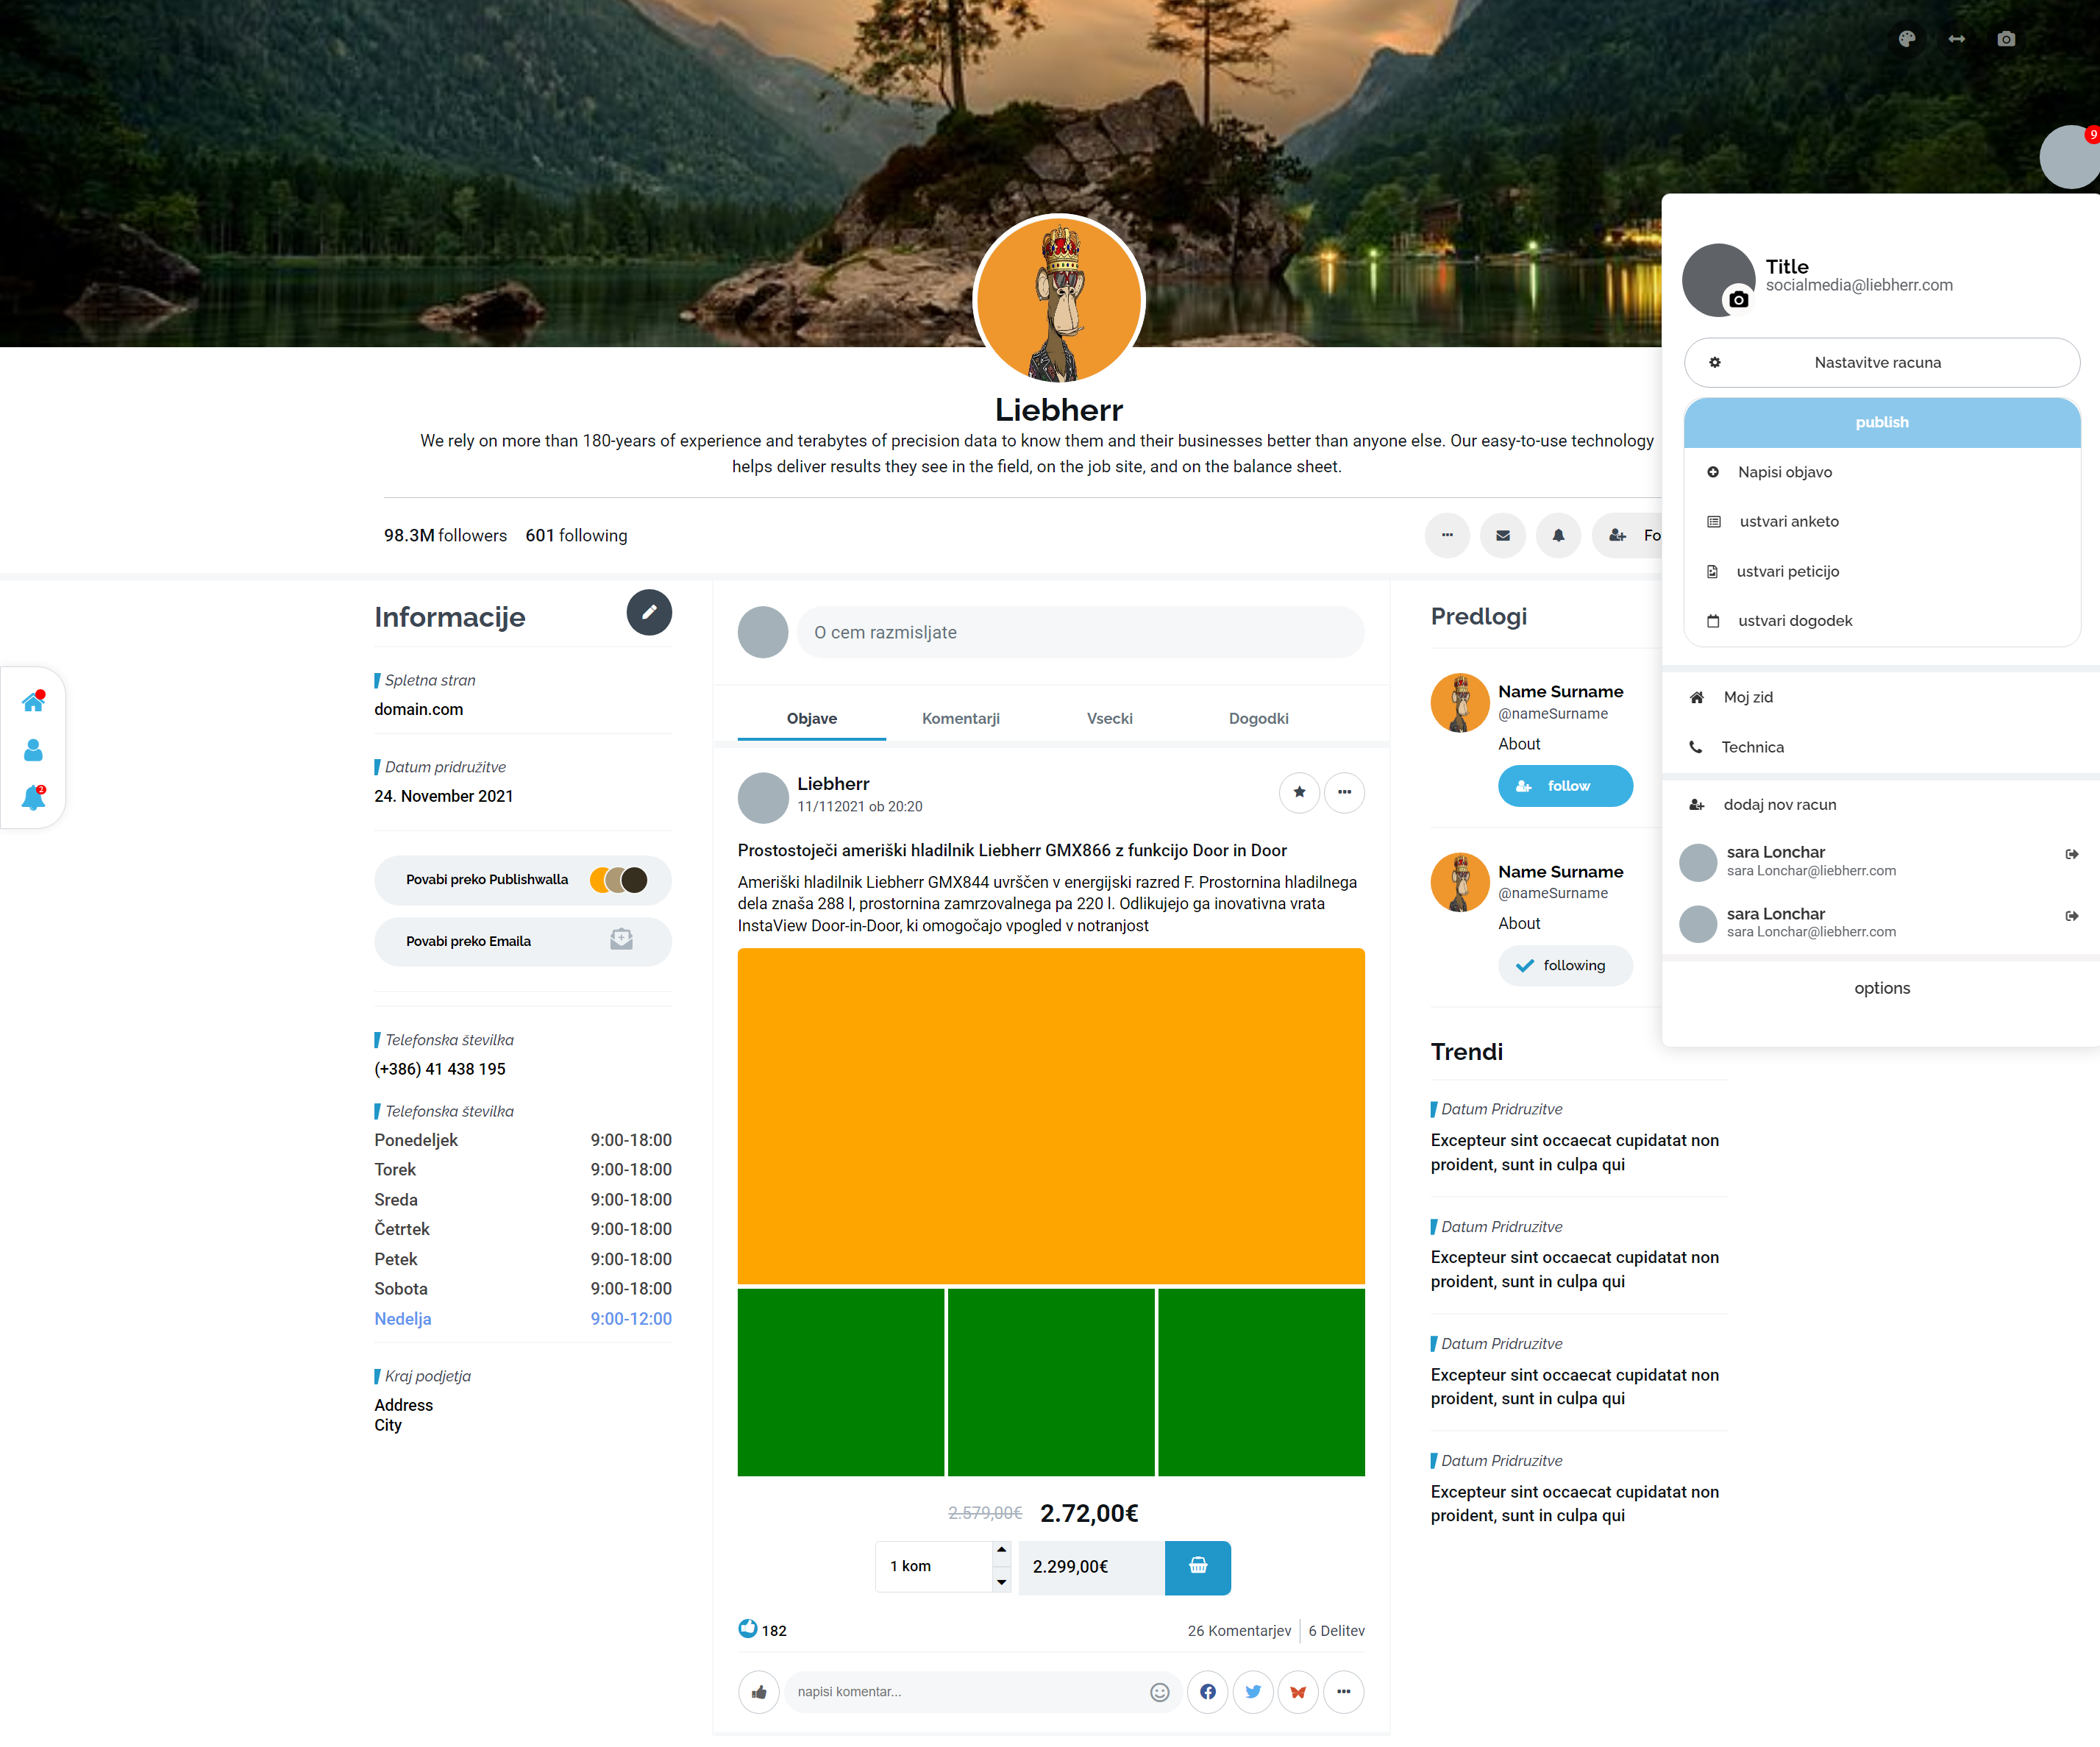 9
Title
socialmedia@liebherr.com
Nastavitve racuna
publish
Napisi objavo
ustvari anketo
ustvari peticijo
ustvari dogodek
Moj zid
Technica
dodaj nov racun
sara Lonchar
sara Lonchar@liebherr.com
sara Lonchar
sara Lonchar@liebherr.com
options
Liebherr
We rely on more than 180-years of experience and terabytes of precision data to know them and their businesses better than anyone else. Our easy-to-use technology
helps deliver results they see in the field, on the job site, and on the balance sheet.
98.3M followers 601 following
Fo
2
Informacije
Spletna stran
domain.com
Datum pridružitve
24. November 2021
Povabi preko Publishwalla
Povabi preko Emaila
Telefonska številka
(+386) 41 438 195
Telefonska številka
Ponedeljek 9:00-18:00
Torek 9:00-18:00
Sreda 9:00-18:00
Četrtek 9:00-18:00
Petek 9:00-18:00
Sobota 9:00-18:00
Nedelja 9:00-12:00
Kraj podjetja
Address
City
O cem razmisljate
Objave Komentarji Vsecki Dogodki
Liebherr
11/112021 ob 20:20
Prostostoječi ameriški hladilnik Liebherr GMX866 z funkcijo Door in Door
Ameriški hladilnik Liebherr GMX844 uvrščen v energijski razred F. Prostornina hladilnega
dela znaša 288 l, prostornina zamrzovalnega pa 220 l. Odlikujejo ga inovativna vrata
InstaView Door-in-Door, ki omogočajo vpogled v notranjost
2.579,00€ 2.72,00€
1 kom 2.299,00€
182 26 Komentarjev 6 Delitev
napisi komentar...
Predlogi
Name Surname
@nameSurname
About
follow
Name Surname
@nameSurname
About
following
Trendi
Datum Pridruzitve
Excepteur sint occaecat cupidatat non
proident, sunt in culpa qui
Datum Pridruzitve
Excepteur sint occaecat cupidatat non
proident, sunt in culpa qui
Datum Pridruzitve
Excepteur sint occaecat cupidatat non
proident, sunt in culpa qui
Datum Pridruzitve
Excepteur sint occaecat cupidatat non
proident, sunt in culpa qui